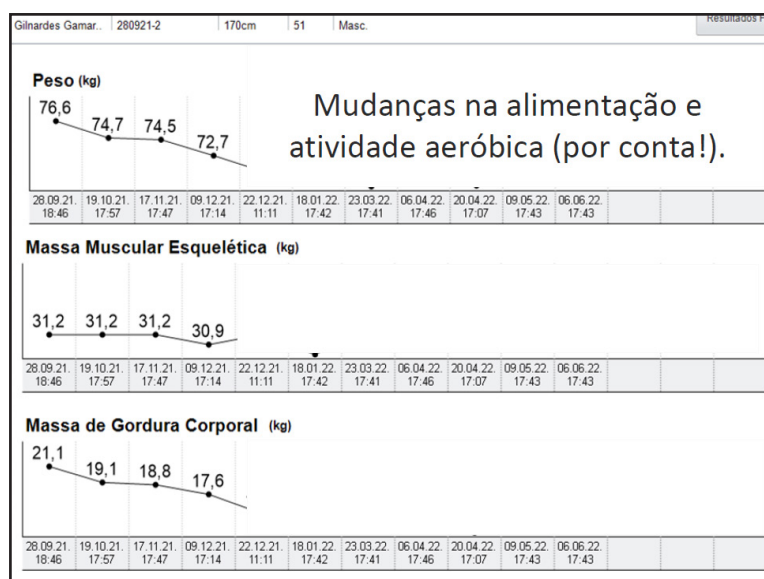 Gilnardes Gamar.. 280921-2 170cm 51 Masc.
Resultados
Peso (kg)
Mudanças na alimentação e
atividade aeróbica (por conta!).
76,6 74,7 74,5 72,7
28.09.21. 19.10.21. 17.11.21. 09.12.21. 22.12.21. 18.01.22. 23.03.22. 06.04.22. 20.04.22. 09.05.22. 06.06.22.
18:46 17:57 17:47 17:14 11:11 17:42 17:41 17:46 17:07 17:43 17:43
Massa Muscular Esquelética (kg)
31,2 31,2 31,2 30,9
28.09.21. 19.10.21. 17.11.21. 09.12.21. 22.12.21. 18.01.22. 23.03.22. 06.04.22. 20.04.22. 09.05.22. 06.06.22.
18:46 17:57 17:47 17:14 11:11 17:42 17:41 17:46 17:07 17:43 17:43
Massa de Gordura Corporal (kg)
21,1 19,1 18,8 17,6
28.09.21. 19.10.21. 17.11.21. 09.12.21. 22.12.21. 18.01.22. 23.03.22. 06.04.22. 20.04.22. 09.05.22. 06.06.22.
18:46 17:57 17:47 17:14 11:11 17:42 17:41 17:46 17:07 17:43 17:43